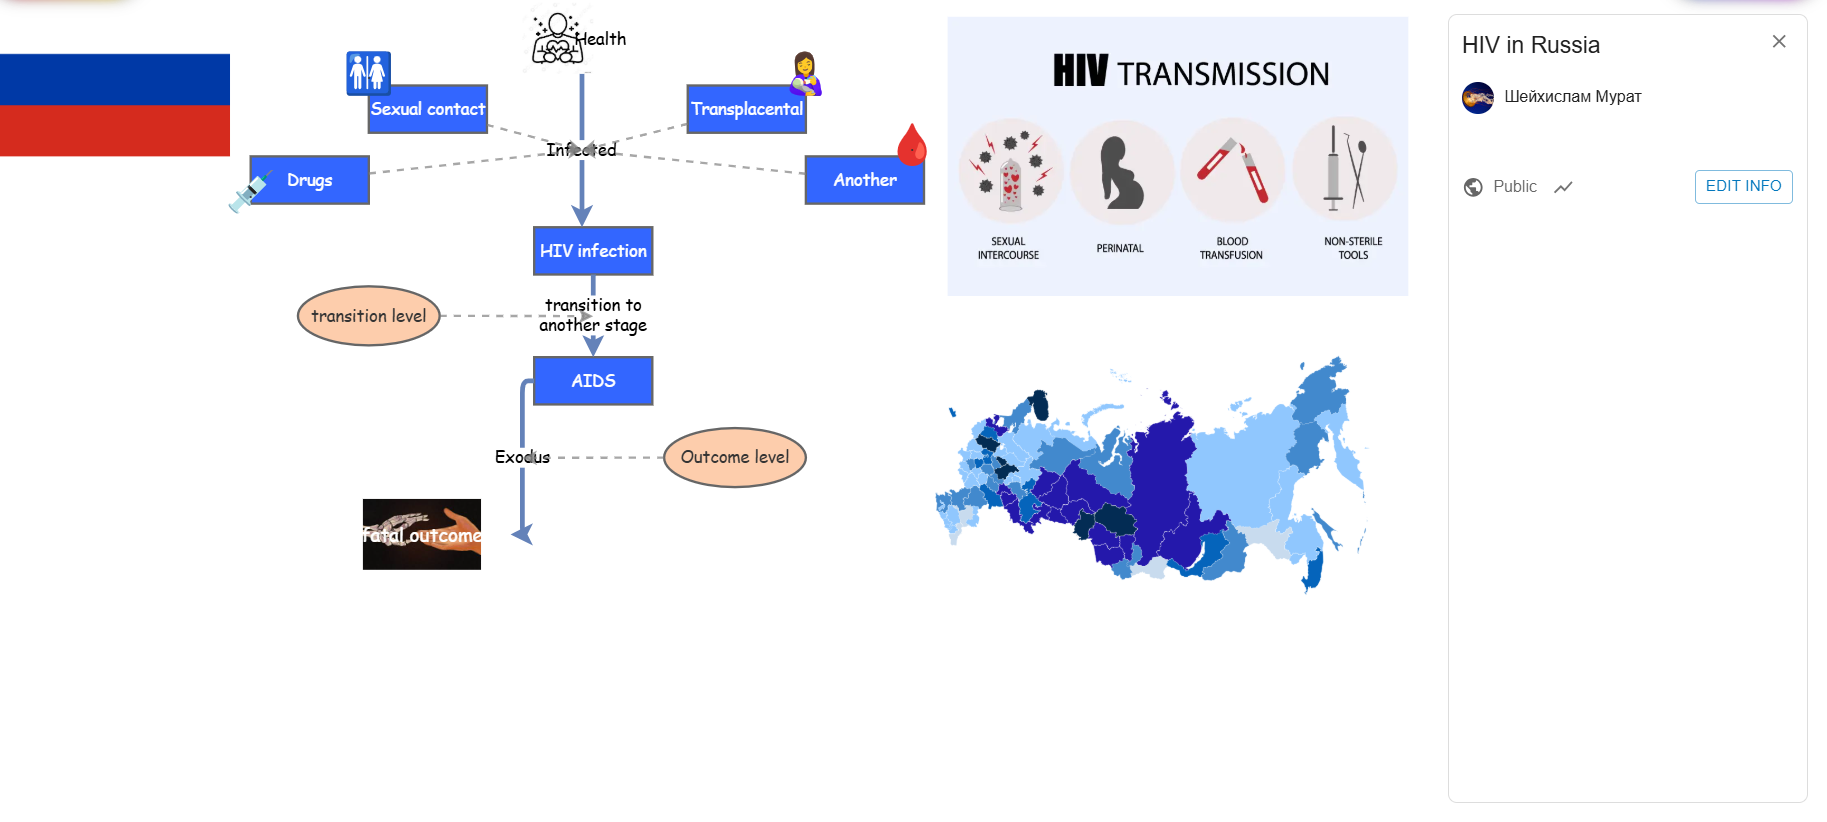 Health
Sexual contact
Transplacental
Infected
Drugs
Another
HIV infection
transition to
another stage
transition level
AIDS
Exodus
Outcome level
fatal outcome
HIV TRANSMISSION
SEXUAL
INTERCOURSE
PERINATAL
BLOOD
TRANSFUSION
NON-STERILE
TOOLS
HIV in Russia
Шейхислам Мурат
Public
EDIT INFO